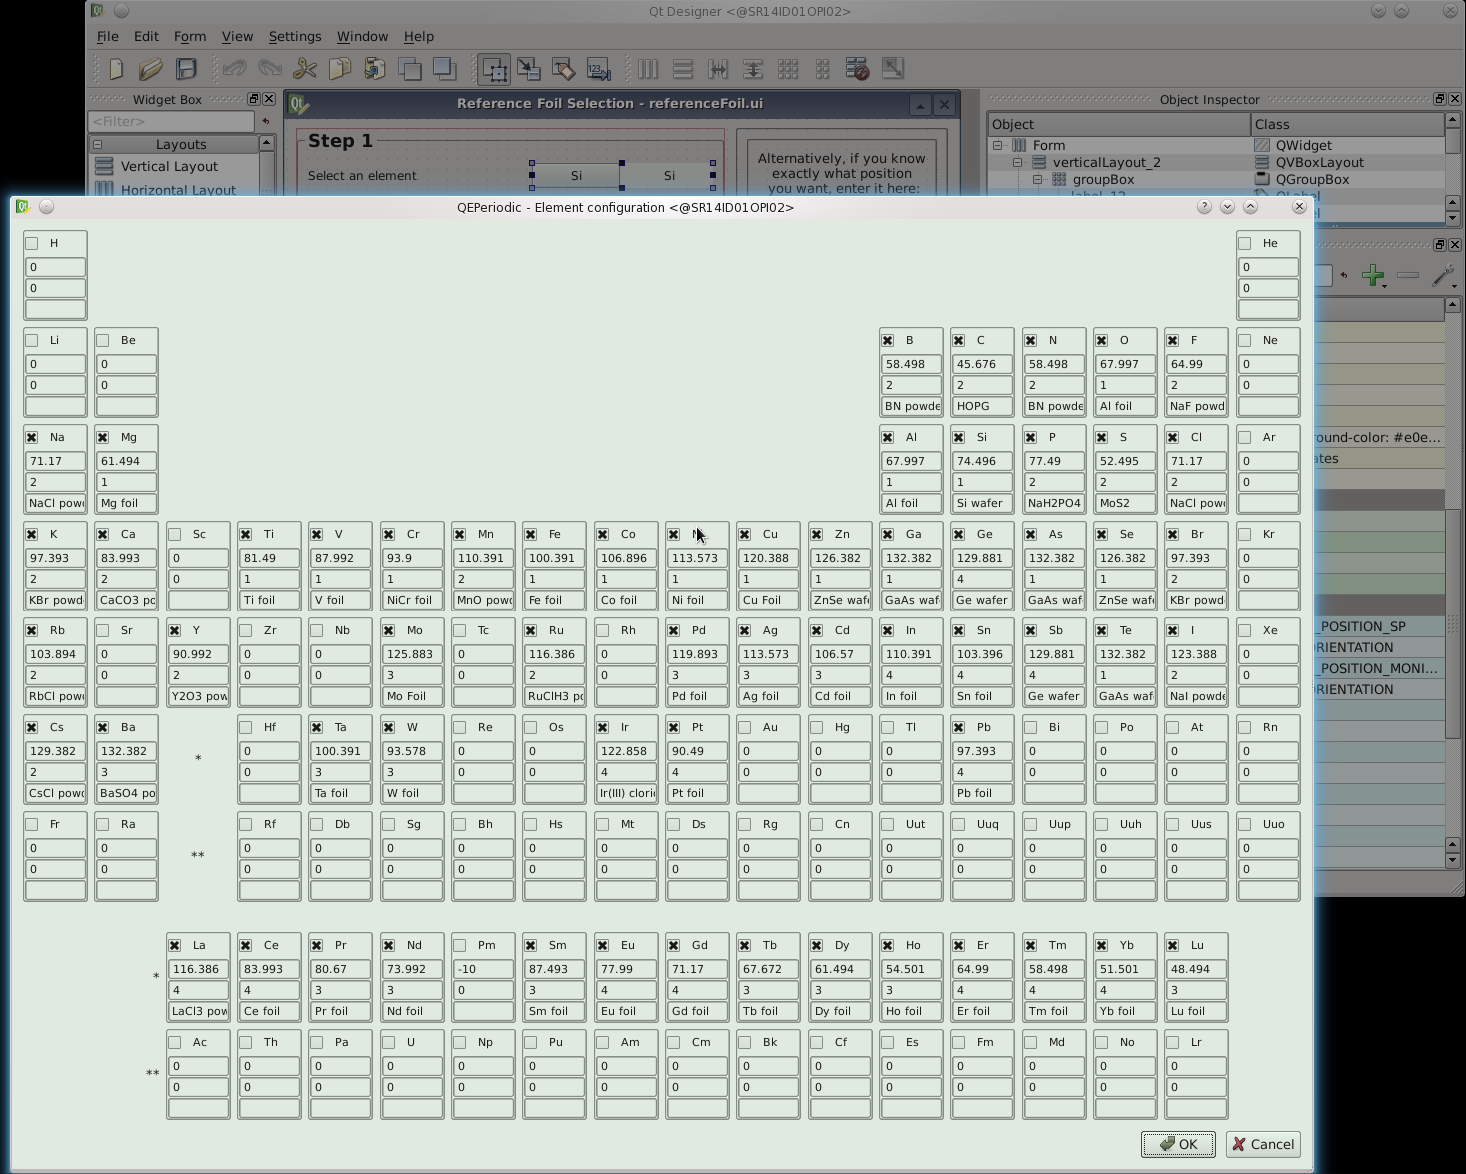 Qt Designer <@SR14ID01OPI02>
File Edit Form View Settings Window Help
Widget Box
<Filter>
Layouts
Vertical Layout
Horizontal Layout
Reference Foil Selection - referenceFoil.ui
Step 1
Select an element
Si Si
Alternatively, if you know
exactly what position
you want, enter it here:
Object Inspector
Object Class
Form QWidget
verticalLayout_2 QVBoxLayout
groupBox QGroupBox
QEPeriodic - Element configuration <@SR14ID01OPI02>
H He
0 0
0 0
Li Be B C N O F Ne
0 0 58.498 45.676 58.498 67.997 64.99 0
0 0 2 2 2 1 2 0
BN powde HOPG BN powde Al foil NaF powd
Na Mg Al Si P S Cl Ar
71.17 61.494 67.997 74.496 77.49 52.495 71.17 0
2 1 1 1 2 2 2 0
NaCl pow Mg foil Al foil Si wafer NaH2PO4 MoS2 NaCl pow
K Ca Sc Ti V Cr Mn Fe Co Cu Zn Ga Ge As Se Br Kr
97.393 83.993 0 81.49 87.992 93.9 110.391 100.391 106.896 113.573 120.388 126.382 132.382 129.881 132.382 126.382 97.393 0
2 2 0 1 1 1 2 1 1 1 1 1 1 4 1 1 2 0
KBr powd CaCO3 po Ti foil V foil NiCr foil MnO powd Fe foil Co foil Ni foil Cu Foil ZnSe wafe GaAs waf Ge wafer GaAs waf ZnSe wafe KBr powd
Rb Sr Y Zr Nb Mo Tc Ru Rh Pd Ag Cd In Sn Sb Te I Xe
103.894 0 90.992 0 0 125.883 0 116.386 0 119.893 113.573 106.57 110.391 103.396 129.881 132.382 123.388 0
2 0 2 0 0 3 0 2 0 3 3 3 4 4 4 1 2 0
RbCl powd Y2O3 pow Mo Foil RuClH3 po Pd foil Ag foil Cd foil In foil Sn foil Ge wafer GaAs waf NaI powde
Cs Ba Hf Ta W Re Os Ir Pt Au Hg Tl Pb Bi Po At Rn
129.382 132.382 * 0 100.391 93.578 0 0 122.858 90.49 0 0 0 97.393 0 0 0 0
2 3 0 3 3 0 0 4 4 0 0 0 4 0 0 0 0
CsCl powd BaSO4 po Ta foil W foil Ir(III) clorid Pt foil Pb foil
Fr Ra Rf Db Sg Bh Hs Mt Ds Rg Cn Uut Uuq Uup Uuh Uus Uuo
0 0 ** 0 0 0 0 0 0 0 0 0 0 0 0 0 0 0
0 0 0 0 0 0 0 0 0 0 0 0 0 0 0 0 0
La Ce Pr Nd Pm Sm Eu Gd Tb Dy Ho Er Tm Yb Lu
* 116.386 83.993 80.67 73.992 -10 87.493 77.99 71.17 67.672 61.494 54.501 64.99 58.498 51.501 48.494
4 4 3 3 0 3 4 4 3 3 3 4 4 4 3
LaCl3 pow Ce foil Pr foil Nd foil Sm foil Eu foil Gd foil Tb foil Dy foil Ho foil Er foil Tm foil Yb foil Lu foil
Ac Th Pa U Np Pu Am Cm Bk Cf Es Fm Md No Lr
** 0 0 0 0 0 0 0 0 0 0 0 0 0 0 0
0 0 0 0 0 0 0 0 0 0 0 0 0 0 0
OK Cancel
round-color: #e0e...
ates
_POSITION_SP
RIENTATION
_POSITION_MONI...
RIENTATION